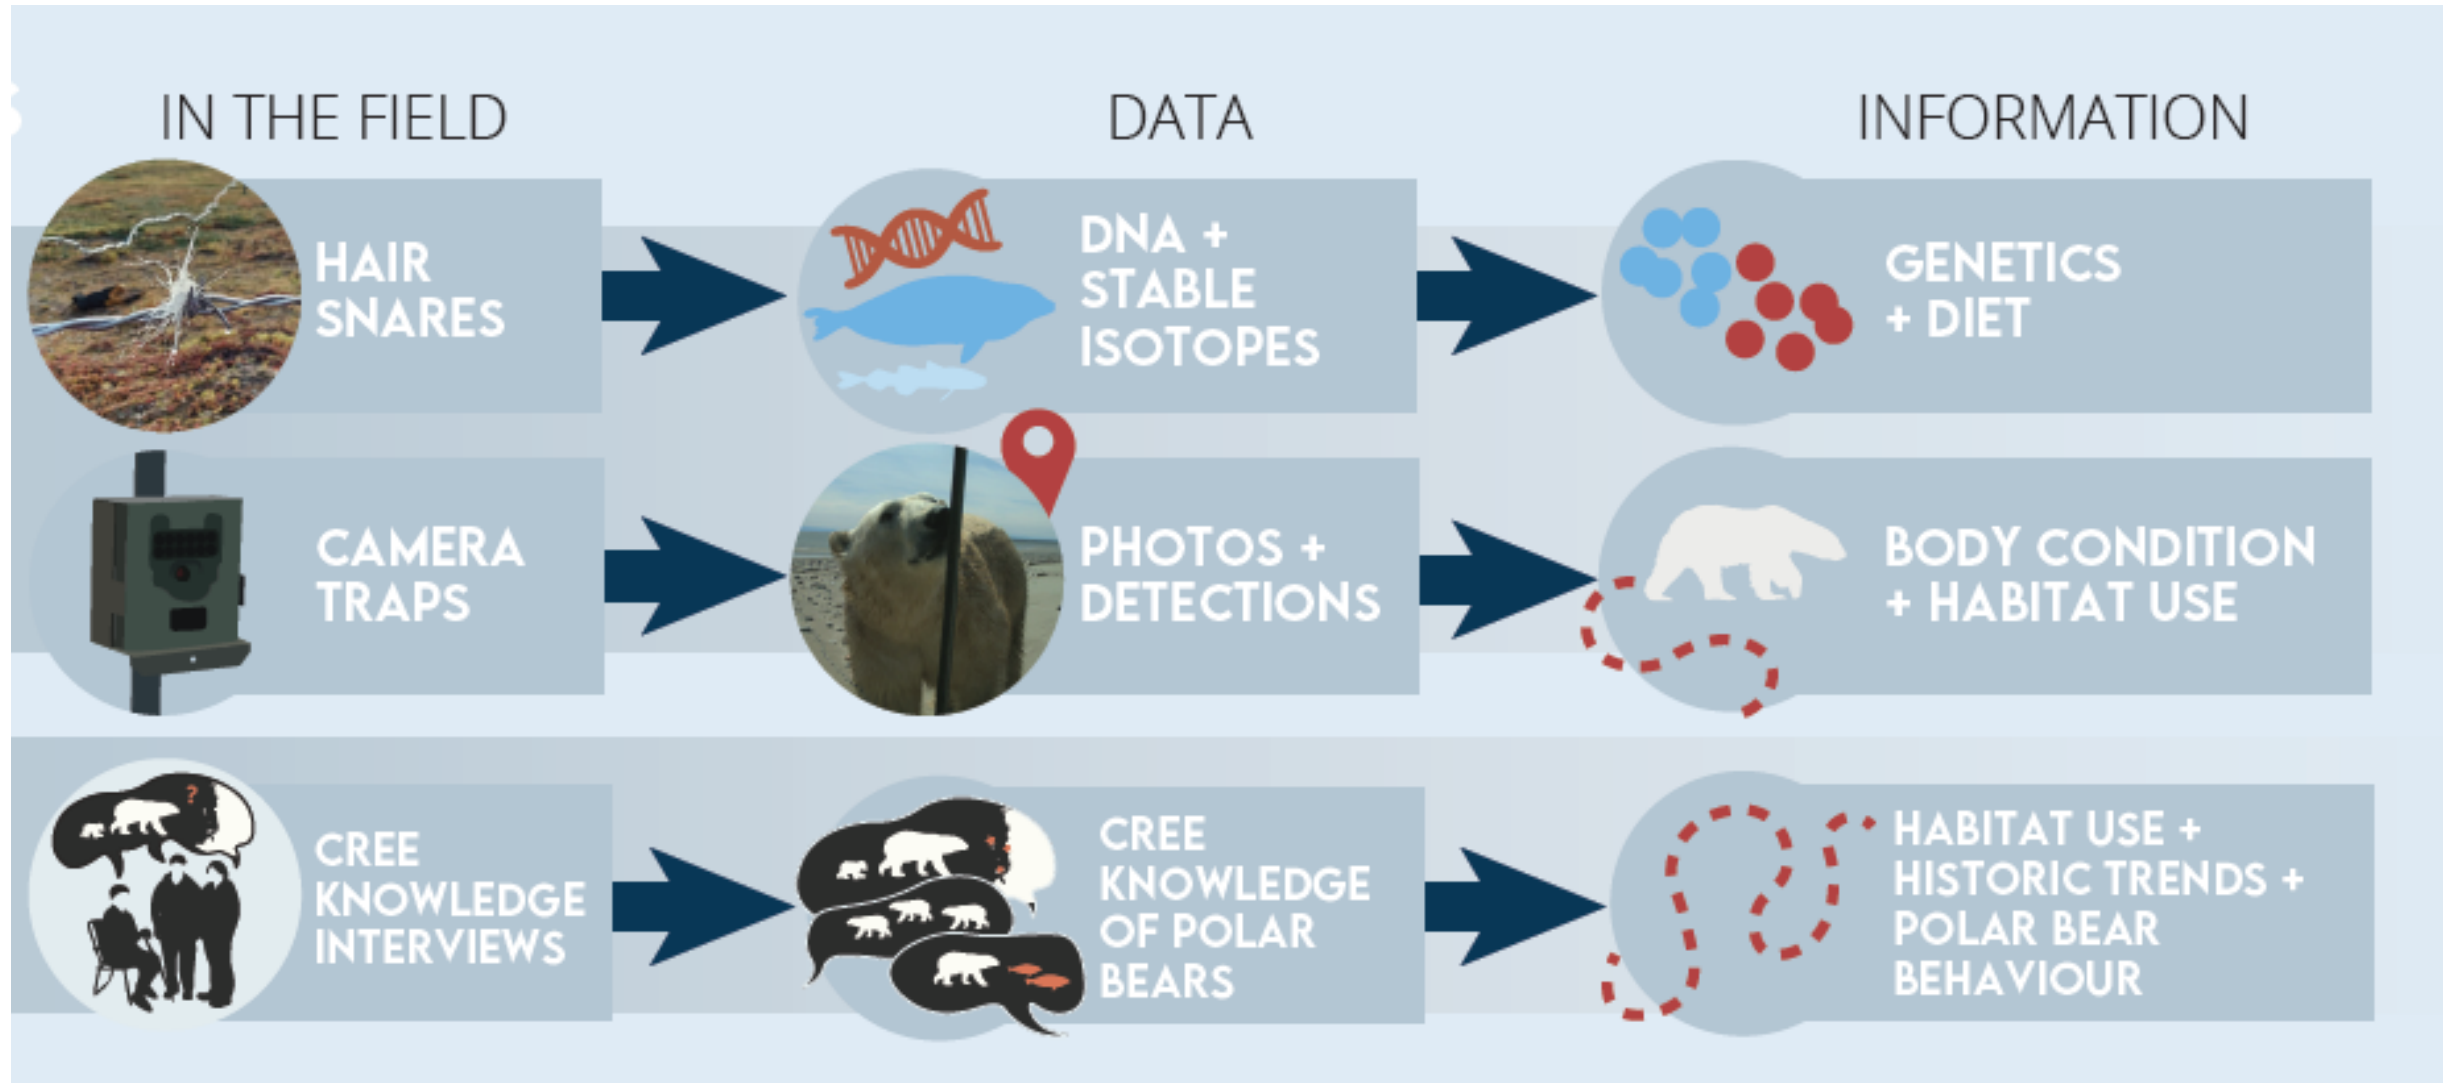 IN THE FIELD
DATA
INFORMATION
HAIR
SNARES
DNA +
STABLE
ISOTOPES
GENETICS
+ DIET
CAMERA
TRAPS
PHOTOS +
DETECTIONS
BODY CONDITION
+ HABITAT USE
?
CREE
KNOWLEDGE
INTERVIEWS
CREE
KNOWLEDGE
OF POLAR
BEARS
HABITAT USE +
HISTORIC TRENDS +
POLAR BEAR
BEHAVIOUR